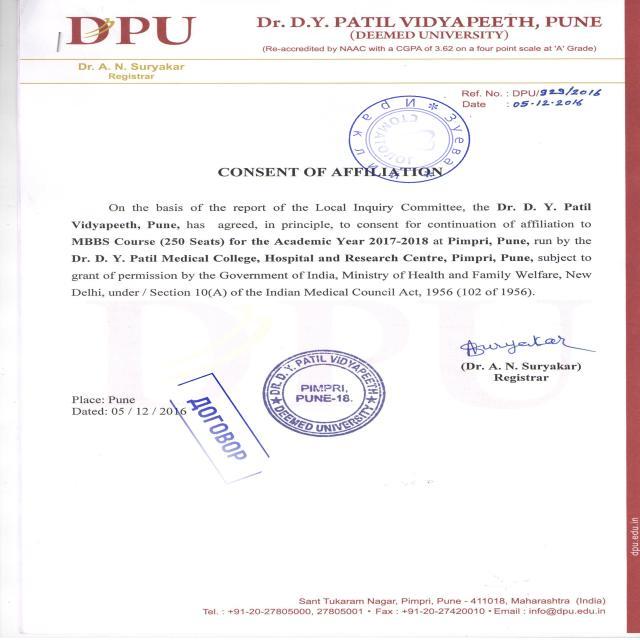 DPU
Dr. D.Y. PATIL VIDYAPEETH, PUNE
(DEEMED UNIVERSITY)
(Re-accredited by NAAC with a CGPA of 3.62 on a four point scale at 'A' Grade)
Dr. A. N. Suryakar
Registrar
Ref. No. : DPU/929/2016
Date : 05-12-2016
Зуева * Ираки *
СТОМАТОЛОГ
CONSENT OF AFFILIATION
On the basis of the report of the Local Inquiry Committee, the Dr. D. Y. Patil
Vidyapeeth, Pune, has agreed, in principle, to consent for continuation of affiliation to
MBBS Course (250 Seats) for the Academic Year 2017-2018 at Pimpri, Pune, run by the
Dr. D. Y. Patil Medical College, Hospital and Research Centre, Pimpri, Pune, subject to
grant of permission by the Government of India, Ministry of Health and Family Welfare, New
Delhi, under / Section 10(A) of the Indian Medical Council Act, 1956 (102 of 1956).
DPU
ASuryakar
(Dr. A. N. Suryakar)
Registrar
★ DR. D. Y. PATIL VIDYAPEETH ★
PIMPRI,
PUNE-18.
DEEMED UNIVERSITY
Place: Pune
Dated: 05 / 12 / 2016
ДОГОВОР
dpu.edu.in
Sant Tukaram Nagar, Pimpri, Pune - 411018, Maharashtra (India)
Tel. : +91-20-27805000, 27805001 • Fax : +91-20-27420010 • Email : info@dpu.edu.in